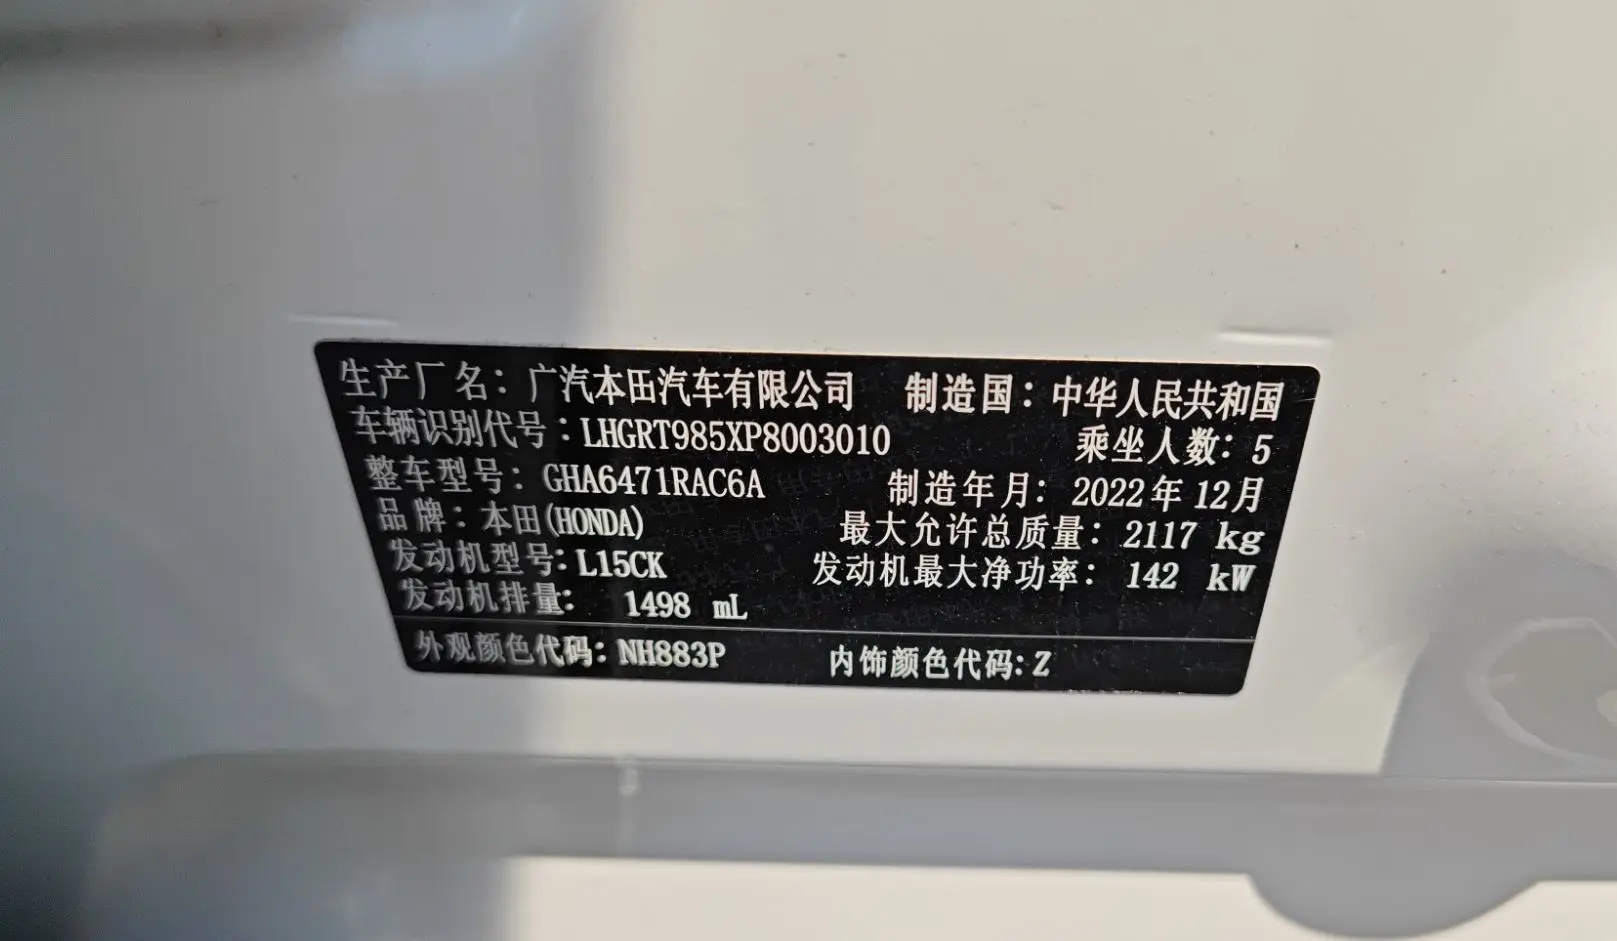 生产厂名：广汽本田汽车有限公司 制造国：中华人民共和国
车辆识别代号：LHGRT985XP8003010 乘坐人数：5
整车型号：GHA6471RAC6A 制造年月：2022年12月
品牌：本田(HONDA) 最大允许总质量：2117 kg
发动机型号：L15CK 发动机最大净功率：142 kW
发动机排量：1498 mL
外观颜色代码：NH883P 内饰颜色代码：Z